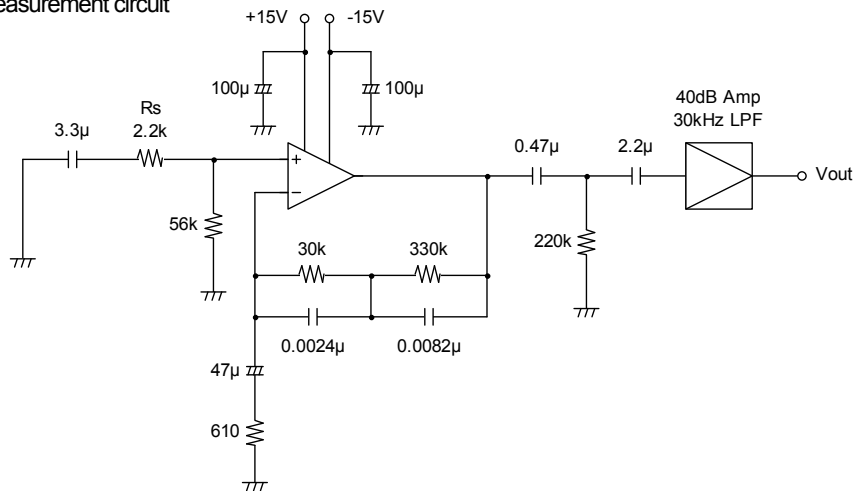 easurement circuit
+15V
-15V
100µ
100µ
Rs
2.2k
3.3µ
+
−
56k
40dB Amp
30kHz LPF
0.47µ
2.2µ
Vout
220k
30k
330k
0.0024µ
0.0082µ
47µ
610